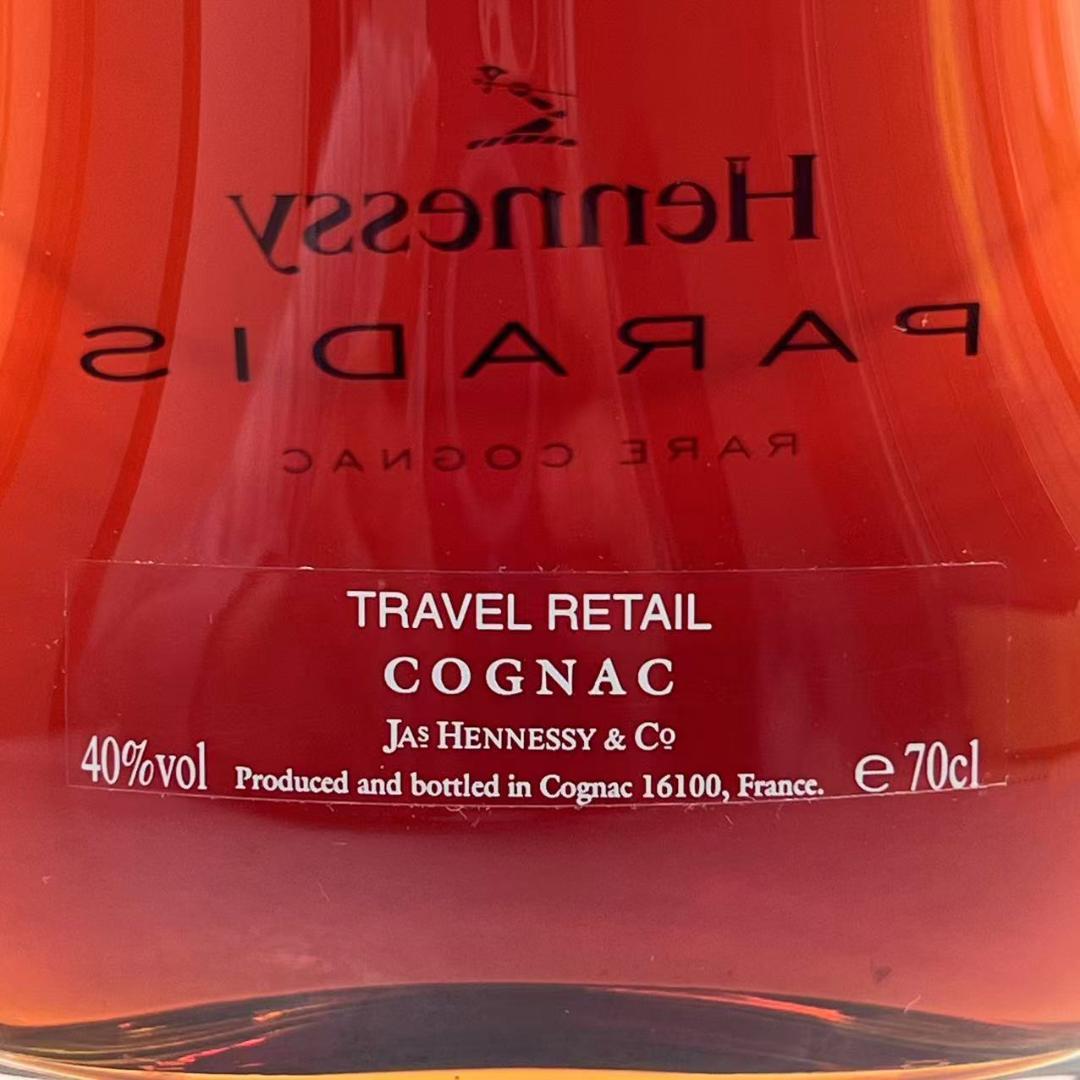 Hennessy
PARADIS
RARE COGNAC
TRAVEL RETAIL
COGNAC
JAS HENNESSY & Cº
40%vol Produced and bottled in Cognac 16100, France. ℮ 70cl